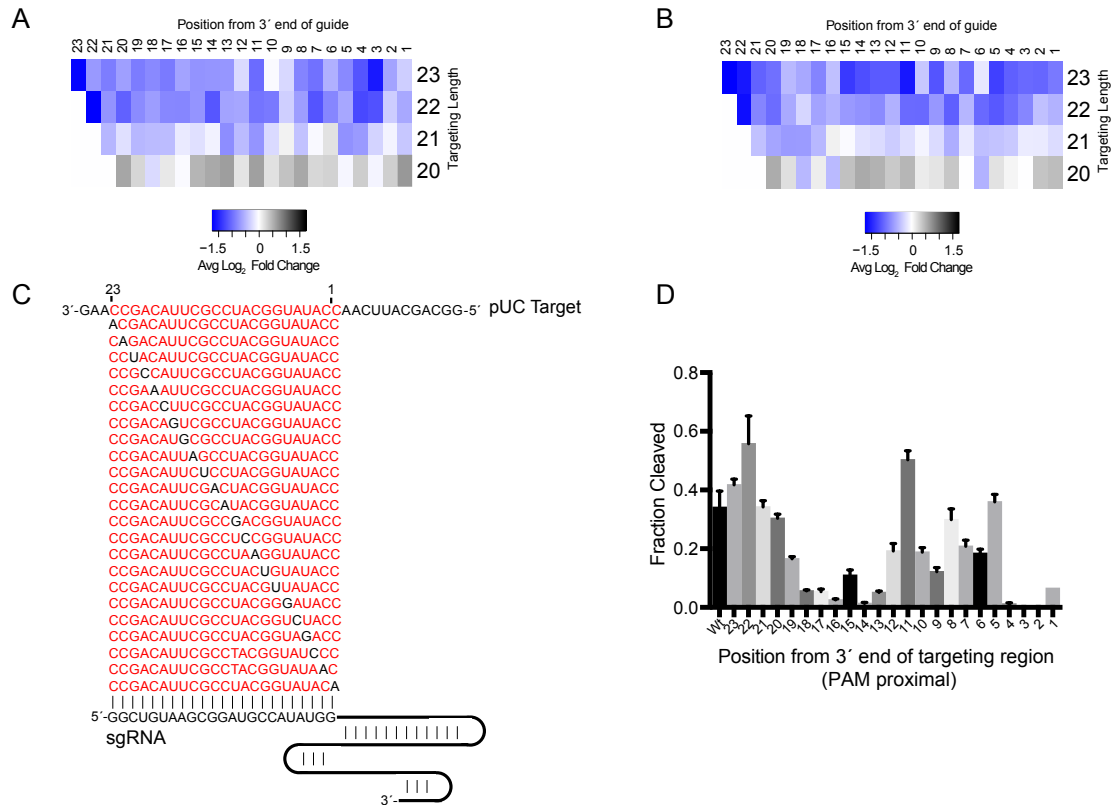 A
Position from 3´ end of guide
23 22 21 20 19 18 17 16 15 14 13 12 11 10 9 8 7 6 5 4 3 2 1
23
22
21
20
Targeting Length
−1.5 0 1.5
Avg Log2 Fold Change
B
Position from 3´ end of guide
23 22 21 20 19 18 17 16 15 14 13 12 11 10 9 8 7 6 5 4 3 2 1
23
22
21
20
Targeting Length
−1.5 0 1.5
Avg Log2 Fold Change
C
23 1
3´-GAACCGACAUUCGCCUACGGUAUACCAACUUACGACGG-5´ pUC Target
ACGACAUUCGCCUACGGUAUACC
CAGACAUUCGCCUACGGUAUACC
CCUACAUUCGCCUACGGUAUACC
CCGCCAUUCGCCUACGGUAUACC
CCGAAAUUCGCCUACGGUAUACC
CCGACCUUCGCCUACGGUAUACC
CCGACAGUCGCCUACGGUAUACC
CCGACAUGCGCCUACGGUAUACC
CCGACAUUAGCCUACGGUAUACC
CCGACAUUCUCCUACGGUAUACC
CCGACAUUCGACUACGGUAUACC
CCGACAUUCGCAUACGGUAUACC
CCGACAUUCGCCGACGGUAUACC
CCGACAUUCGCCUCCGGUAUACC
CCGACAUUCGCCUAAGGUAUACC
CCGACAUUCGCCUACUGUAUACC
CCGACAUUCGCCUACGUUAUACC
CCGACAUUCGCCUACGGGAUACC
CCGACAUUCGCCUACGGUCUACC
CCGACAUUCGCCUACGGUAGACC
CCGACAUUCGCCTACGGUAUCCC
CCGACAUUCGCCTACGGUAUAAC
CCGACAUUCGCCUACGGUAUACA
5´-GGCUGUAAGCGGAUGCCAUAUGG
sgRNA
3´-
D
Fraction Cleaved
0.8
0.6
0.4
0.2
0.0
Wt 23 22 21 20 19 18 17 16 15 14 13 12 11 10 9 8 7 6 5 4 3 2 1
Position from 3´ end of targeting region
(PAM proximal)